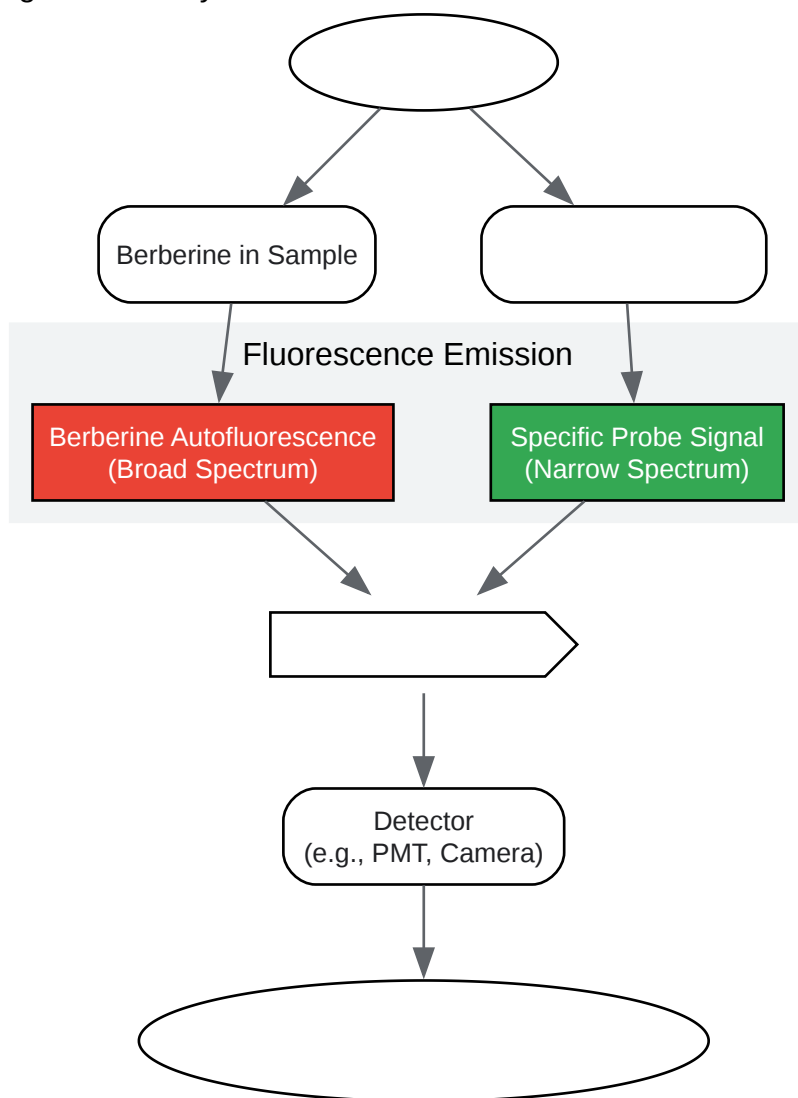 Berberine in Sample
Fluorescence Emission
Berberine Autofluorescence
(Broad Spectrum)
Specific Probe Signal
(Narrow Spectrum)
Detector
(e.g., PMT, Camera)